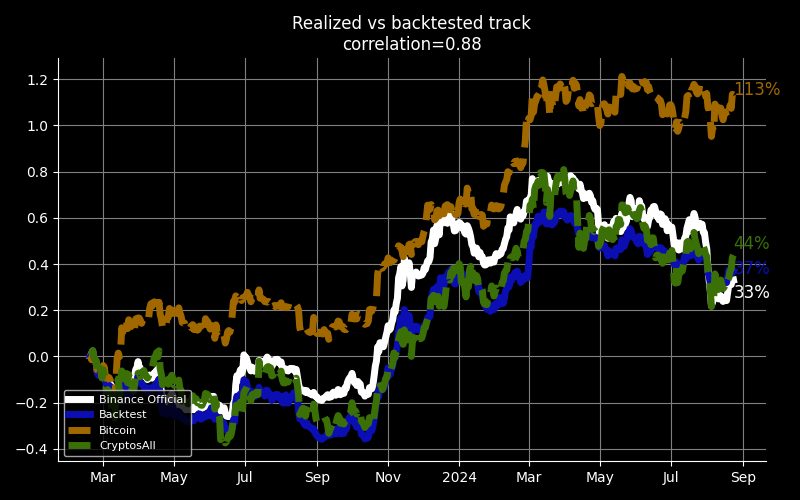 Realized vs backtested track
correlation=0.88
1.2
1.0
0.8
0.6
0.4
0.2
0.0
−0.2
−0.4
113%
44%
37%
33%
Binance Official
Backtest
Bitcoin
CryptosAll
Mar May Jul Sep Nov 2024 Mar May Jul Sep